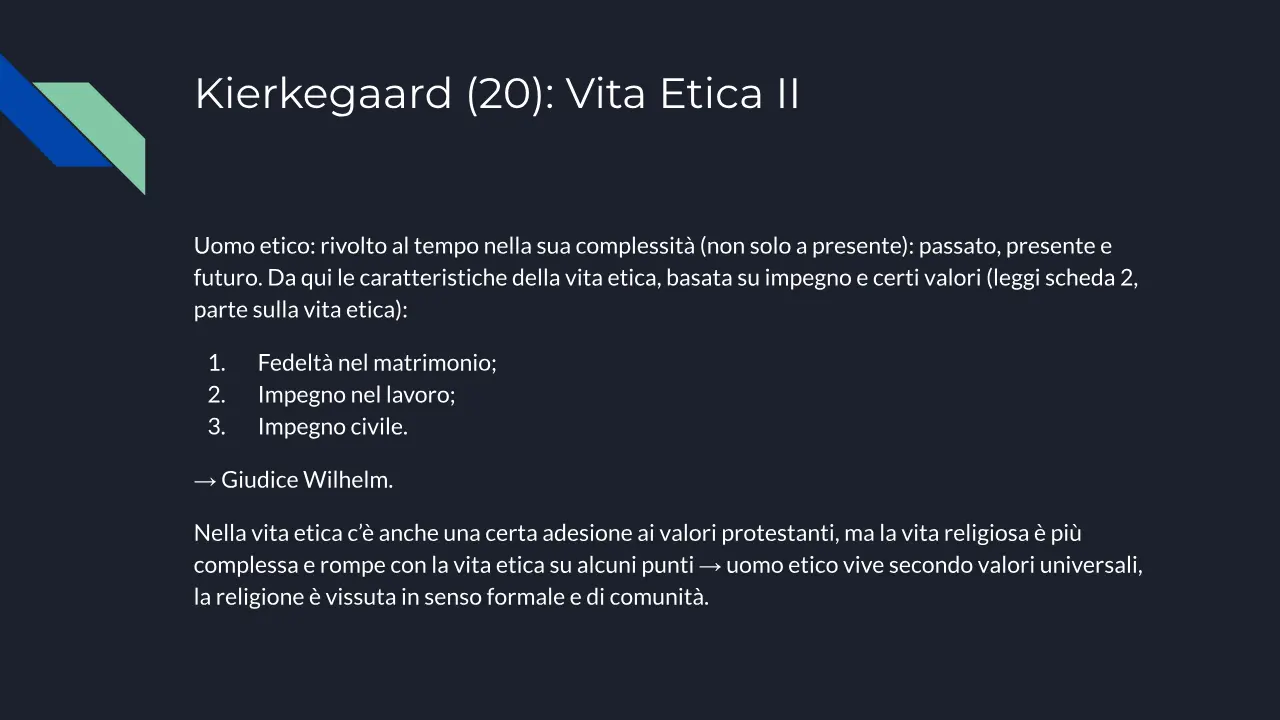 Kierkegaard (20): Vita Etica II
Uomo etico: rivolto al tempo nella sua complessità (non solo a presente): passato, presente e
futuro. Da qui le caratteristiche della vita etica, basata su impegno e certi valori (leggi scheda 2,
parte sulla vita etica):
1. Fedeltà nel matrimonio;
2. Impegno nel lavoro;
3. Impegno civile.
→ Giudice Wilhelm.
Nella vita etica c’è anche una certa adesione ai valori protestanti, ma la vita religiosa è più
complessa e rompe con la vita etica su alcuni punti → uomo etico vive secondo valori universali,
la religione è vissuta in senso formale e di comunità.